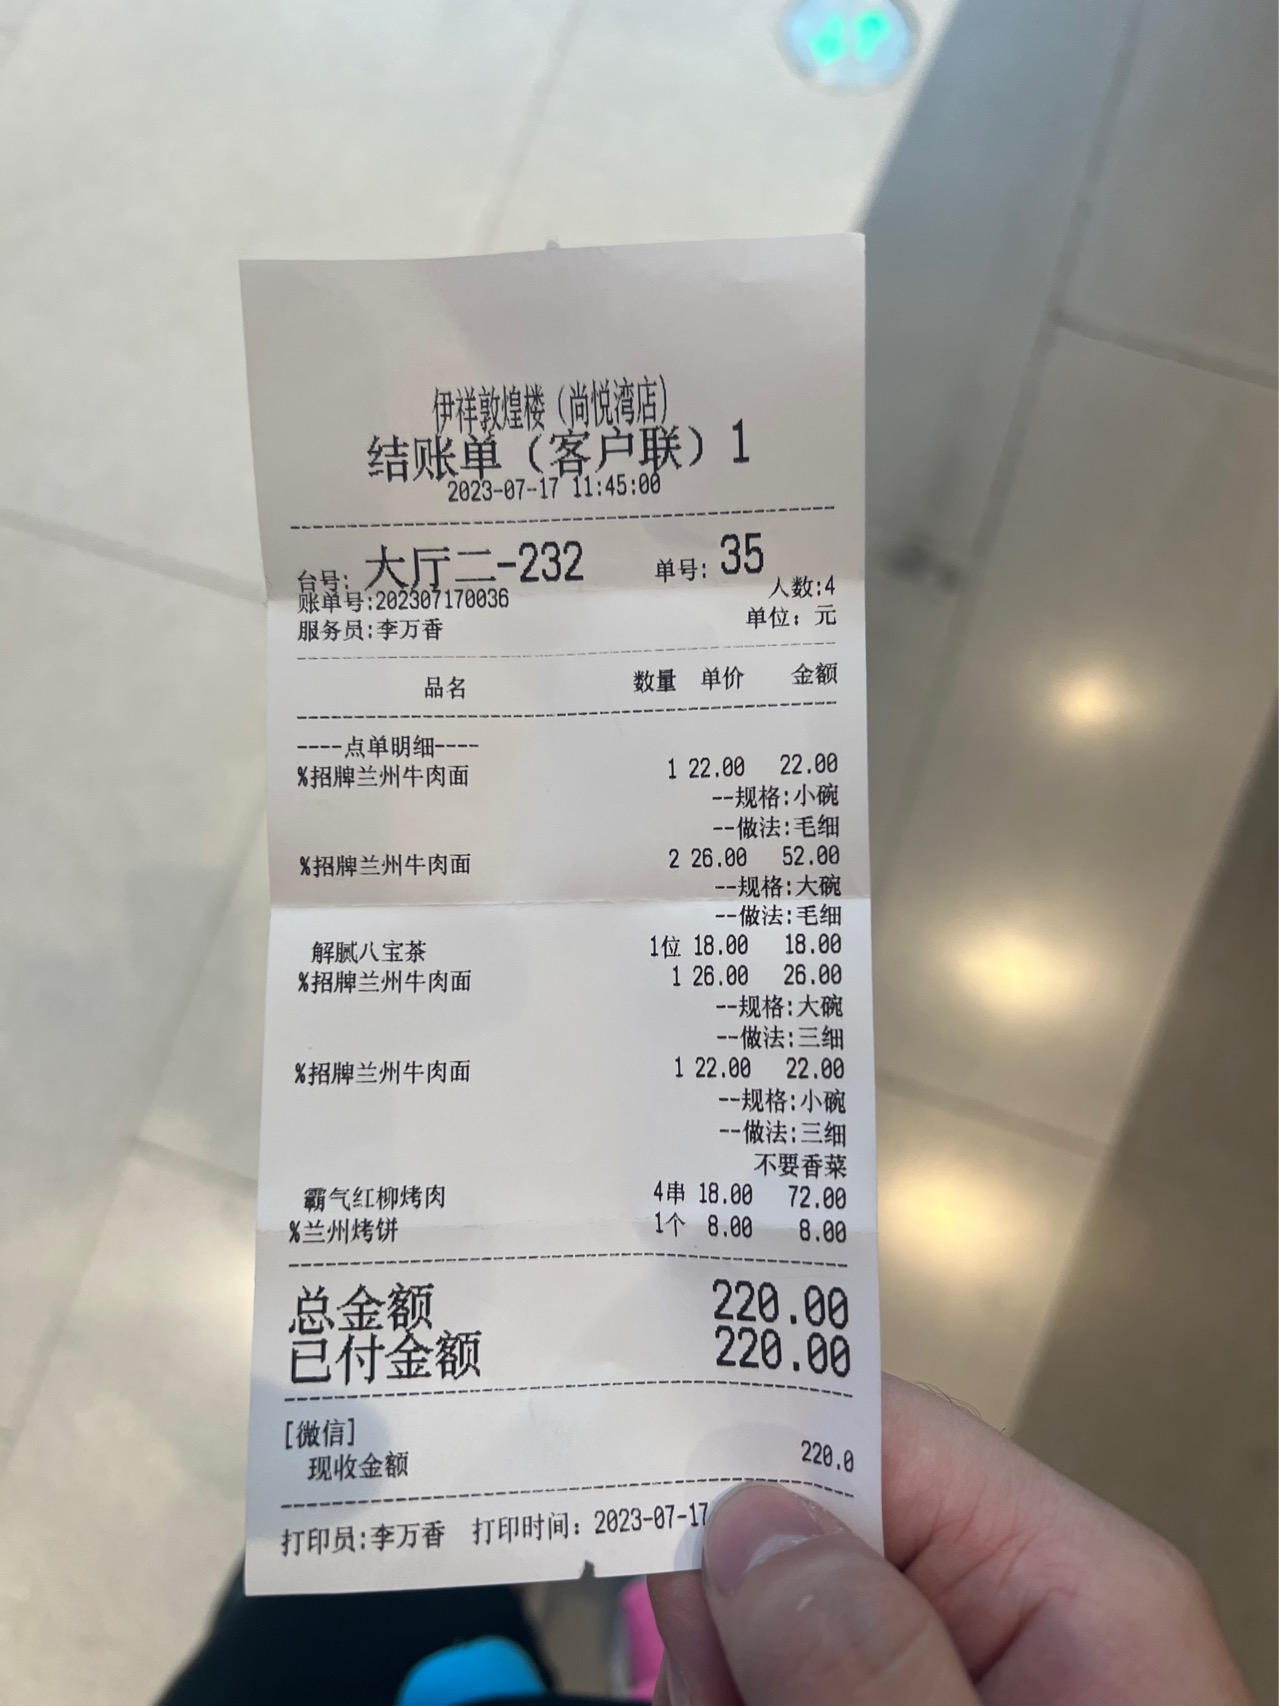 伊祥敦煌楼（尚悦湾店）
结账单（客户联）1
2023-07-17 11:45:00
台号: 大厅二-232 单号: 35
账单号:202307170036 人数:4
服务员:李万香 单位：元
品名 数量 单价 金额
----点单明细----
%招牌兰州牛肉面 1 22.00 22.00
--规格:小碗
--做法:毛细
%招牌兰州牛肉面 2 26.00 52.00
--规格:大碗
--做法:毛细
解腻八宝茶 1位 18.00 18.00
%招牌兰州牛肉面 1 26.00 26.00
--规格:大碗
--做法:三细
%招牌兰州牛肉面 1 22.00 22.00
--规格:小碗
--做法:三细
不要香菜
霸气红柳烤肉 4串 18.00 72.00
%兰州烤饼 1个 8.00 8.00
总金额 220.00
已付金额 220.00
[微信]
现收金额 220.0
打印员:李万香 打印时间：2023-07-17